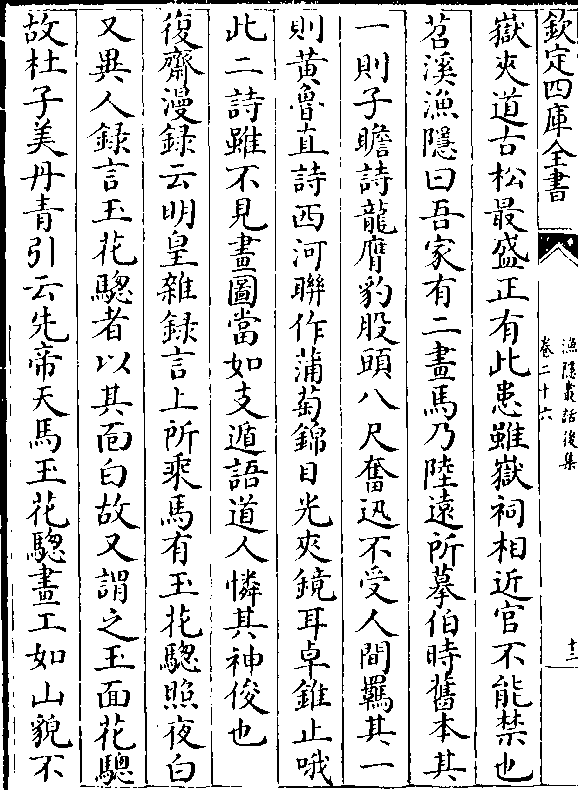 欽定四庫全書
漁隱叢話後集
卷二十六
十三
嶽夾道古松最盛正有此患雖嶽祠相近官不能禁也
苕溪漁隱曰吾家有二畫馬乃陸遠所摹伯時舊本其
一則子瞻詩龍膺豹股頭八尺奮迅不受人間羈其一
則黃魯直詩西河聯作蒲萄錦目光夾鏡耳卓錐止哦
此二詩雖不見畫圖當如支遁語道人憐其神俊也
復齋漫録云明皇雜録言上所乘馬有玉花驄照夜白
又異人録言玉花驄者以其面白故又謂之玉面花驄
故杜子美丹青引云先帝天馬玉花驄畫工如山貌不